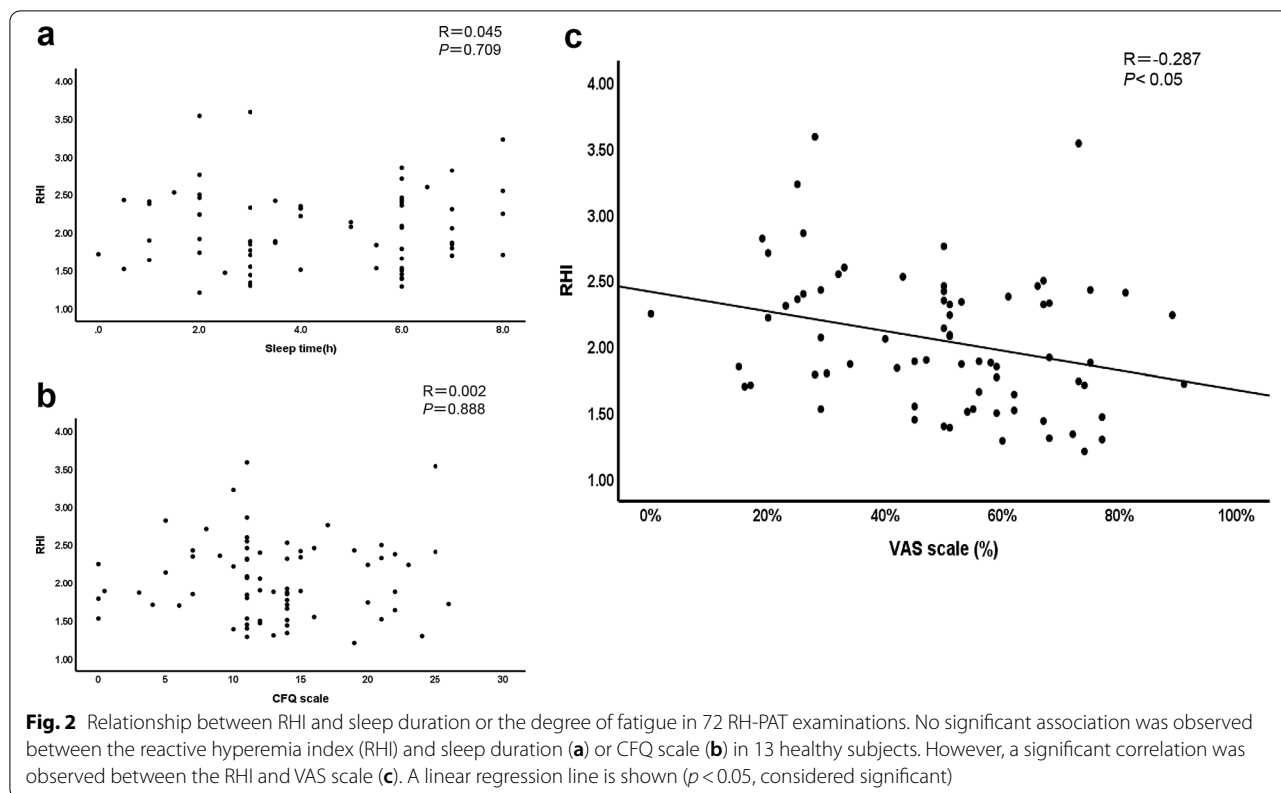 a
R=0.045
P=0.709
4.00
3.50
3.00
2.50
2.00
1.50
1.00
RHI
.0 2.0 4.0 6.0 8.0
Sleep time(h)
b
R=0.002
P=0.888
4.00
3.50
3.00
2.50
2.00
1.50
1.00
RHI
0 5 10 15 20 25 30
CFQ scale
c
R=-0.287
P< 0.05
4.00
3.50
3.00
2.50
2.00
1.50
1.00
RHI
0% 20% 40% 60% 80% 100%
VAS scale (%)
Fig. 2 Relationship between RHI and sleep duration or the degree of fatigue in 72 RH-PAT examinations. No significant association was observed
between the reactive hyperemia index (RHI) and sleep duration (a) or CFQ scale (b) in 13 healthy subjects. However, a significant correlation was
observed between the RHI and VAS scale (c). A linear regression line is shown (p < 0.05, considered significant)